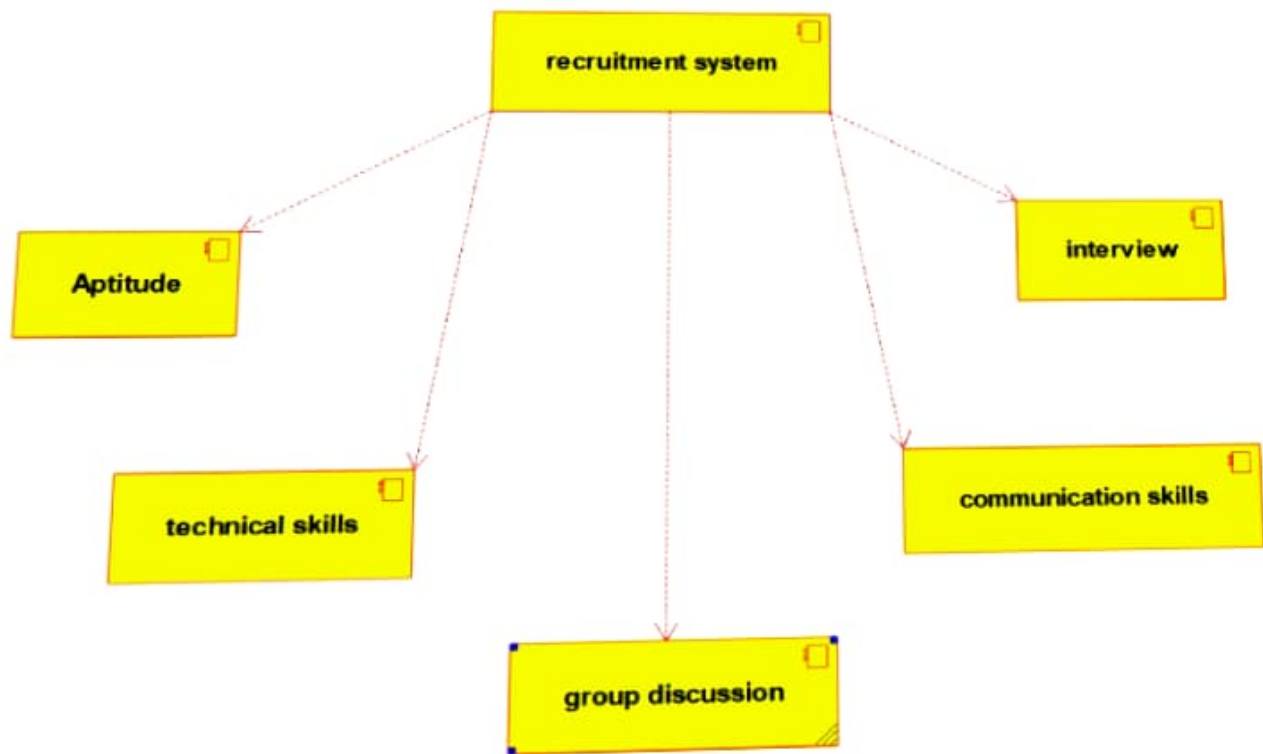 recruitment system
Aptitude
interview
technical skills
communication skills
group discussion